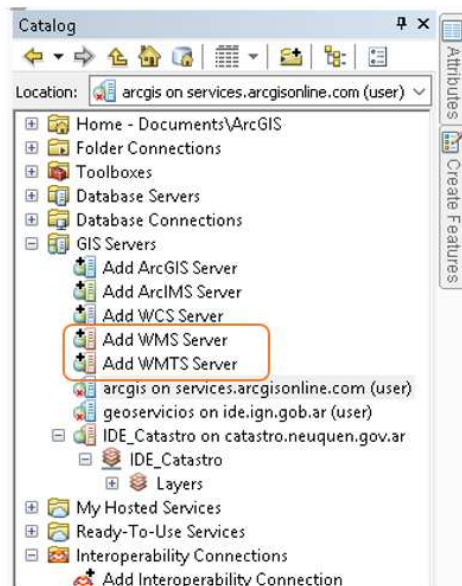 Catalog
Location: arcgis on services.arcgisonline.com (user)
Home - Documents\ArcGIS
Folder Connections
Toolboxes
Database Servers
Database Connections
GIS Servers
Add ArcGIS Server
Add ArcIMS Server
Add WCS Server
Add WMS Server
Add WMTS Server
arcgis on services.arcgisonline.com (user)
geoservicios on ide.ign.gob.ar (user)
IDE_Catastro on catastro.neuquen.gov.ar
IDE_Catastro
Layers
My Hosted Services
Ready-To-Use Services
Interoperability Connections
Add Interoperability Connection
Attributes
Create Features